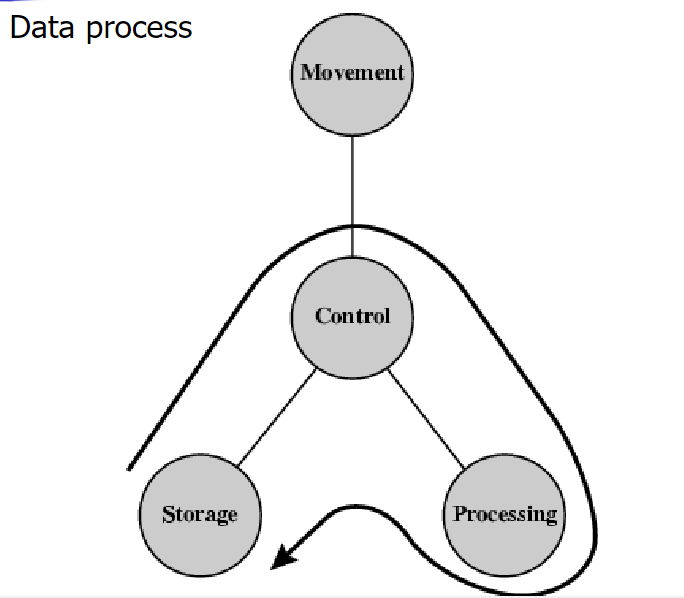 Data process
Movement
Control
Storage
Processing